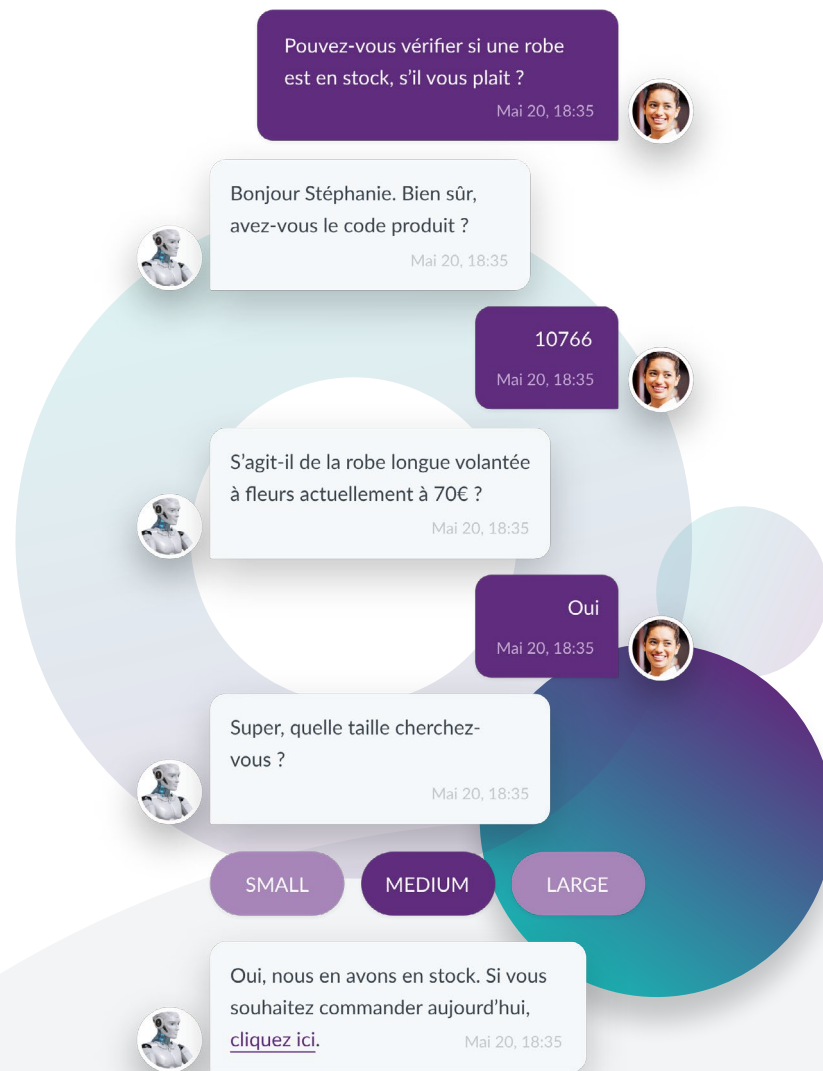 Pouvez-vous vérifier si une robe
est en stock, s’il vous plait ?
Mai 20, 18:35
Bonjour Stéphanie. Bien sûr,
avez-vous le code produit ?
Mai 20, 18:35
10766
Mai 20, 18:35
S’agit-il de la robe longue volantée
à fleurs actuellement à 70€ ?
Mai 20, 18:35
Oui
Mai 20, 18:35
Super, quelle taille cherchez-
vous ?
Mai 20, 18:35
SMALL MEDIUM LARGE
Oui, nous en avons en stock. Si vous
souhaitez commander aujourd’hui,
cliquez ici. Mai 20, 18:35